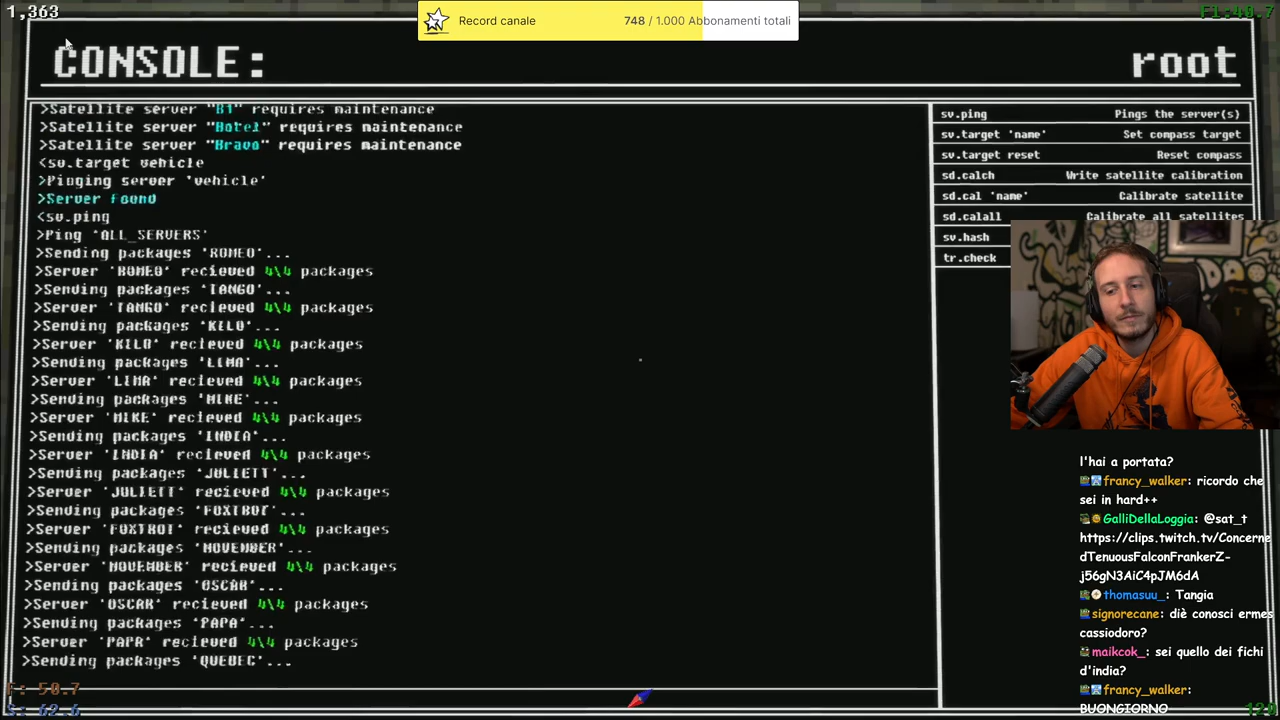 1,363
Record canale 748 / 1.000 Abbonamenti totali
CONSOLE: root
>Satellite server "B1" requires maintenance
>Satellite server "Hotel" requires maintenance
>Satellite server "Bravo" requires maintenance
<sv.target vehicle
>Pinging server 'vehicle'
>Server found
<sv.ping
>Ping 'ALL_SERVERS'
>Sending packages 'ROMEO'...
>Server 'ROMEO' recieved 4\4 packages
>Sending packages 'TANGO'...
>Server 'TANGO' recieved 4\4 packages
>Sending packages 'KILO'...
>Server 'KILO' recieved 4\4 packages
>Sending packages 'LIMA'...
>Server 'LIMA' recieved 4\4 packages
>Sending packages 'MIKE'...
>Server 'MIKE' recieved 4\4 packages
>Sending packages 'INDIA'...
>Server 'INDIA' recieved 4\4 packages
>Sending packages 'JULIETT'...
>Server 'JULIETT' recieved 4\4 packages
>Sending packages 'FOXTROT'...
>Server 'FOXTROT' recieved 4\4 packages
>Sending packages 'NOVEMBER'...
>Server 'NOVEMBER' recieved 4\4 packages
>Sending packages 'OSCAR'...
>Server 'OSCAR' recieved 4\4 packages
>Sending packages 'PAPA'...
>Server 'PAPA' recieved 4\4 packages
>Sending packages 'QUEBEC'...
sv.ping Pings the server(s)
sv.target 'name' Set compass target
sv.target reset Reset compass
sd.calch Write satellite calibration
sd.cal 'name' Calibrate satellite
sd.calall Calibrate all satellites
sv.hash
tr.check
l'hai a portata?
francy_walker: ricordo che
sei in hard++
GalliDellaLoggia: @sat_t
https://clips.twitch.tv/Concerne
dTenuousFalconFrankerZ-
j56gN3AiC4pJM6dA
thomasuu_: Tangia
signorecane: diè conosci ermes
cassiodoro?
maikcok_: sei quello dei fichi
d'india?
francy_walker:
BUONGIORNO